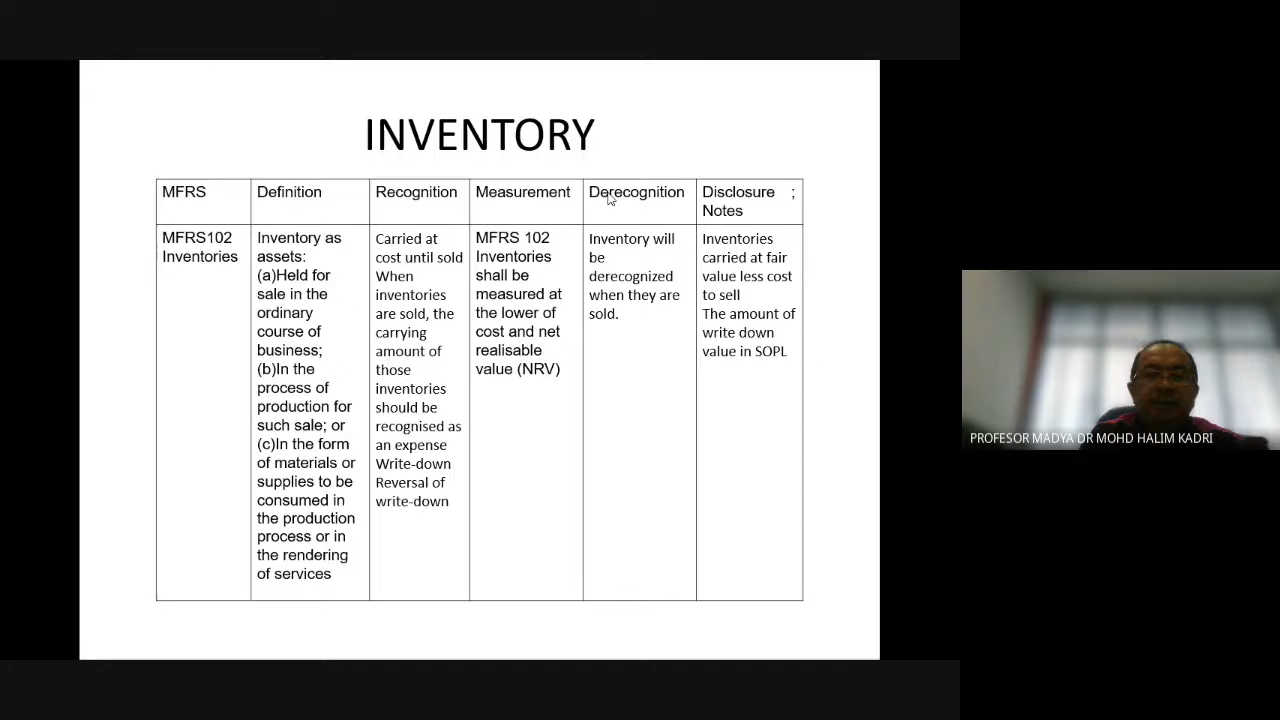 INVENTORY
MFRS
Definition
Recognition
Measurement
Derecognition
Disclosure ;
Notes
MFRS102
Inventories
Inventory as
assets:
(a)Held for
sale in the
ordinary
course of
business;
(b)In the
process of
production for
such sale; or
(c)In the form
of materials or
supplies to be
consumed in
the production
process or in
the rendering
of services
Carried at
cost until sold
When
inventories
are sold, the
carrying
amount of
those
inventories
should be
recognised as
an expense
Write-down
Reversal of
write-down
MFRS 102
Inventories
shall be
measured at
the lower of
cost and net
realisable
value (NRV)
Inventory will
be
derecognized
when they are
sold.
Inventories
carried at fair
value less cost
to sell
The amount of
write down
value in SOPL
PROFESOR MADYA DR MOHD HALIM KADRI